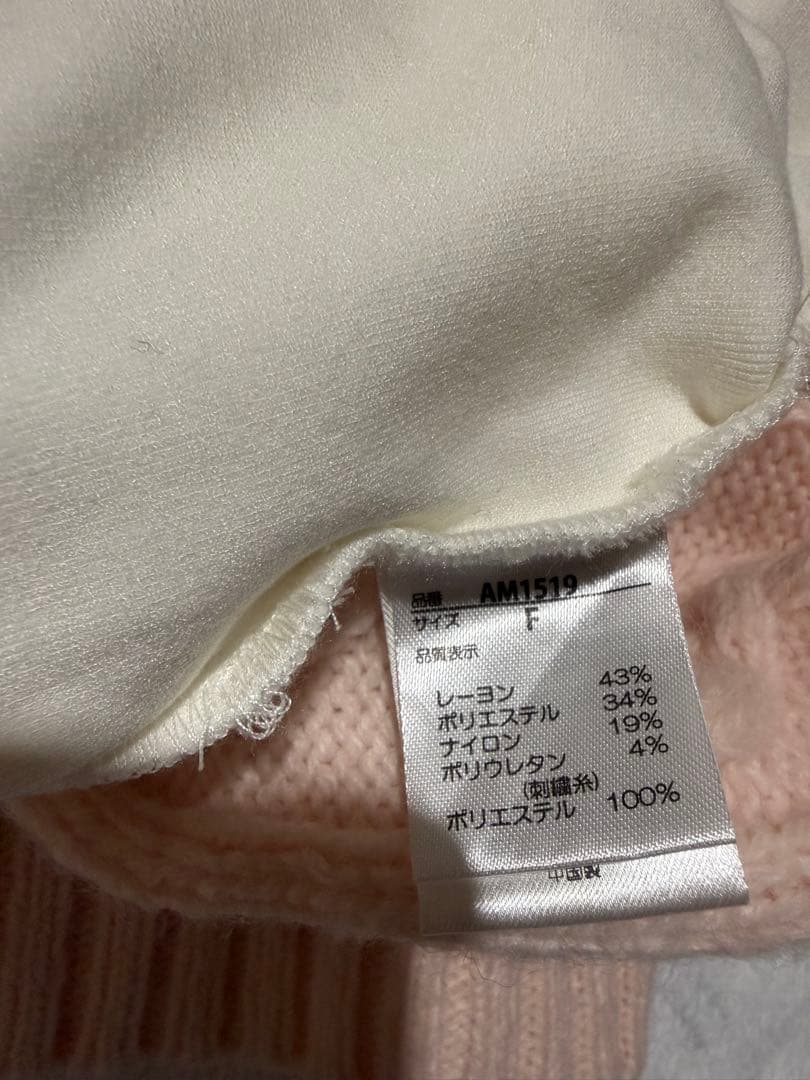 品番 AM1519
サイズ F
品質表示
レーヨン 43%
ポリエステル 34%
ナイロン 19%
ポリウレタン 4%
(刺繍糸)
ポリエステル 100%
中国製